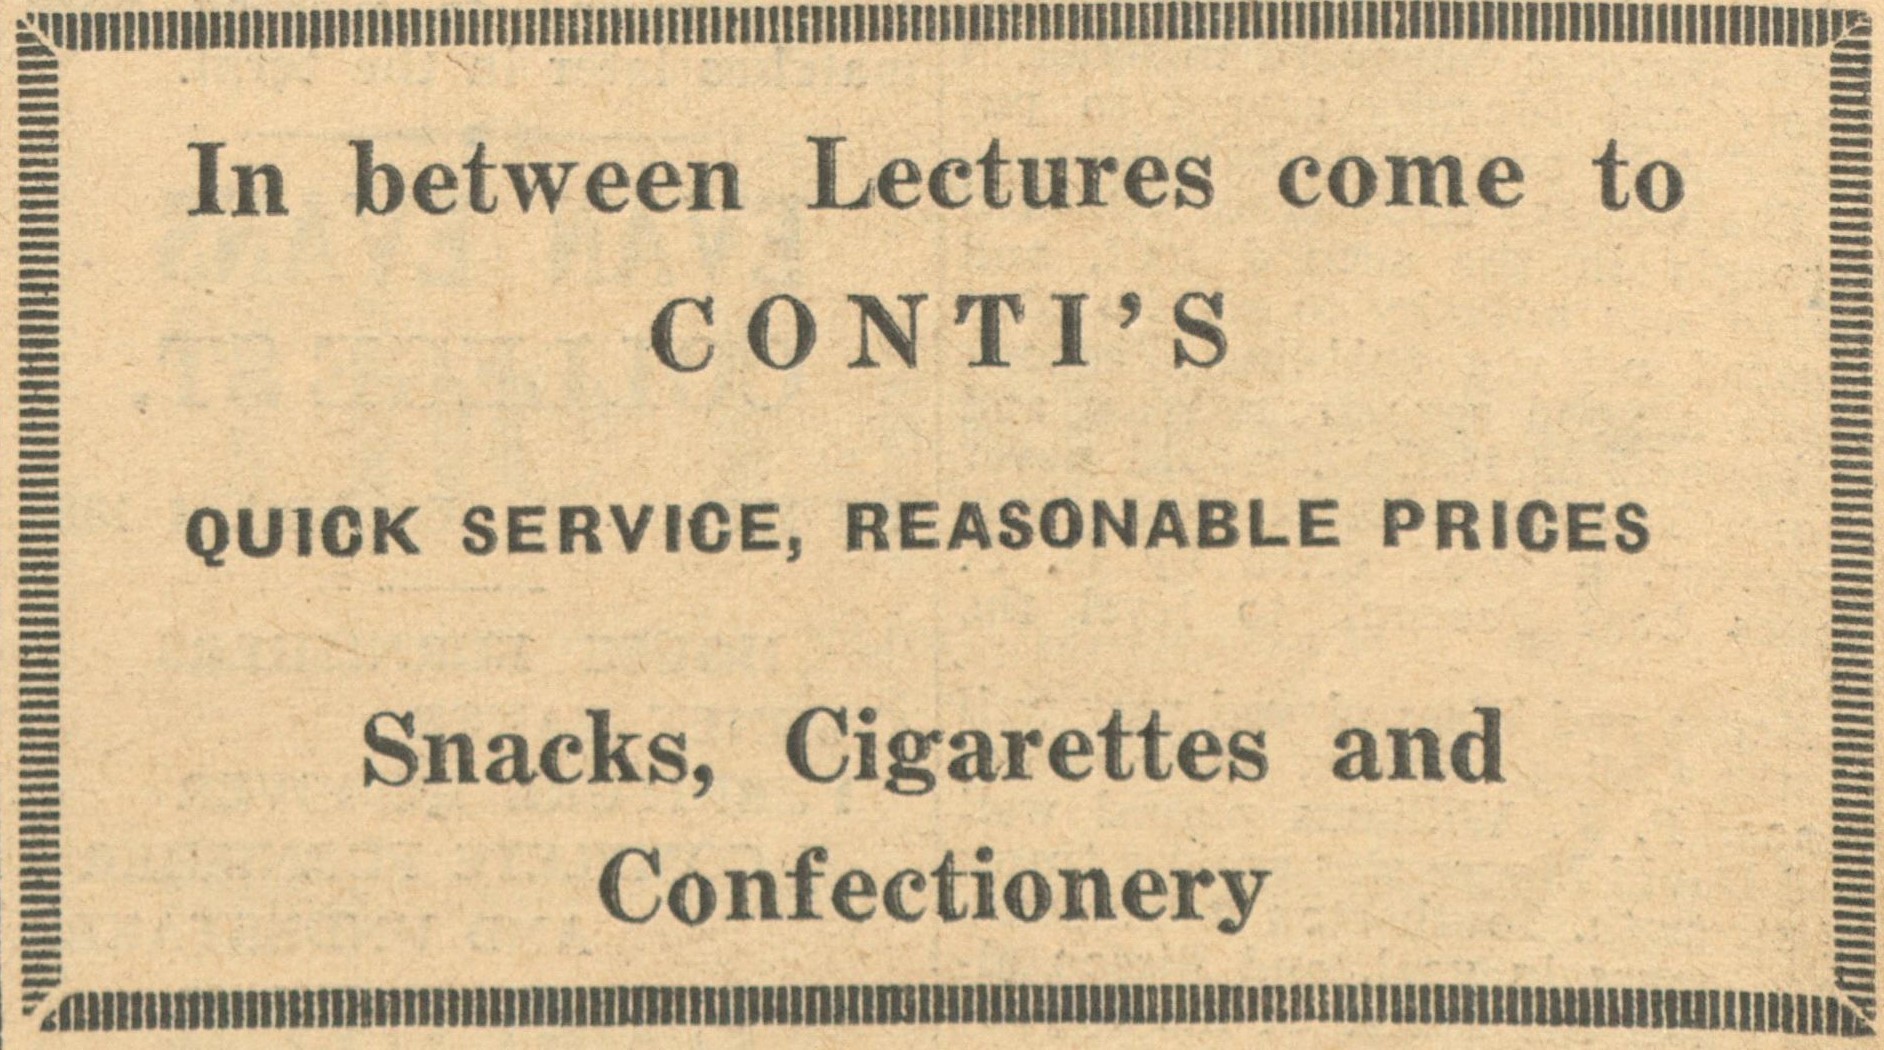 In between Lectures come to
CONTI'S
QUICK SERVICE, REASONABLE PRICES
Snacks, Cigarettes and
Confectionery